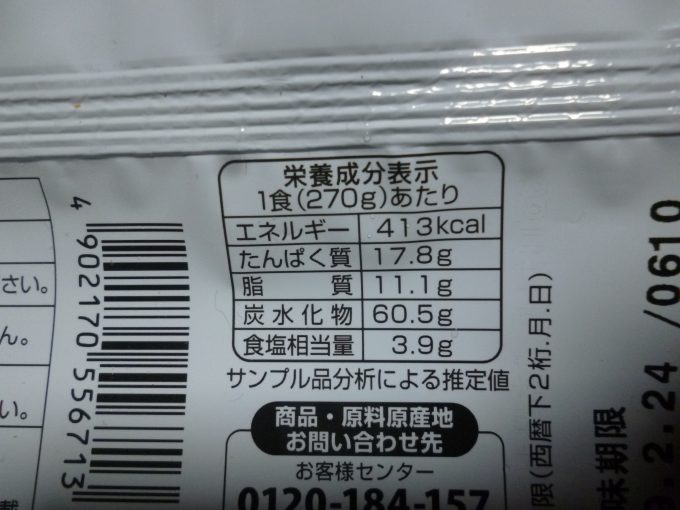 栄養成分表示
1食(270g)あたり
エネルギー 413kcal
たんぱく質 17.8g
脂質 11.1g
炭水化物 60.5g
食塩相当量 3.9g
サンプル品分析による推定値
商品・原料原産地
お問い合わせ先
お客様センター
0120-184-157
4 902170 556713
さい。
ん。
い。
限(西暦下2桁.月.日)
味期限
.2.24 /0610